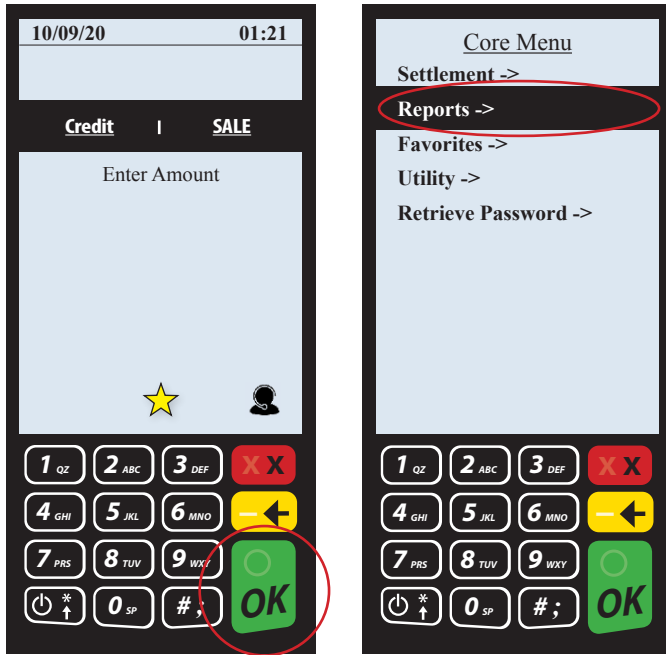 10/09/20 01:21
Credit | SALE
Enter Amount
1 QZ 2 ABC 3 DEF X X
4 GHI 5 JKL 6 MNO
7 PRS 8 TUV 9 WXY
* 0 SP # ; OK
Core Menu
Settlement ->
Reports ->
Favorites ->
Utility ->
Retrieve Password ->
1 QZ 2 ABC 3 DEF X X
4 GHI 5 JKL 6 MNO
7 PRS 8 TUV 9 WXY
* 0 SP # ; OK